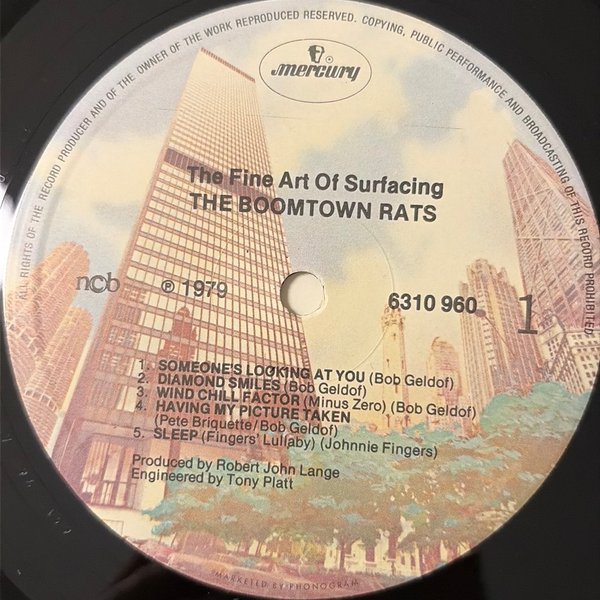 ALL RIGHTS OF THE RECORD PRODUCER AND OF THE OWNER OF THE WORK REPRODUCED RESERVED. COPYING, PUBLIC PERFORMANCE AND BROADCASTING OF THIS RECORD PROHIBITED
mercury
The Fine Art Of Surfacing
THE BOOMTOWN RATS
ncb ℗ 1979 6310 960 1
1. SOMEONE'S LOOKING AT YOU (Bob Geldof)
2. DIAMOND SMILES (Bob Geldof)
3. WIND CHILL FACTOR (Minus Zero) (Bob Geldof)
4. HAVING MY PICTURE TAKEN
(Pete Briquette/Bob Geldof)
5. SLEEP (Fingers' Lullaby) (Johnnie Fingers)
Produced by Robert John Lange
Engineered by Tony Platt
MARKETED BY PHONOGRAM